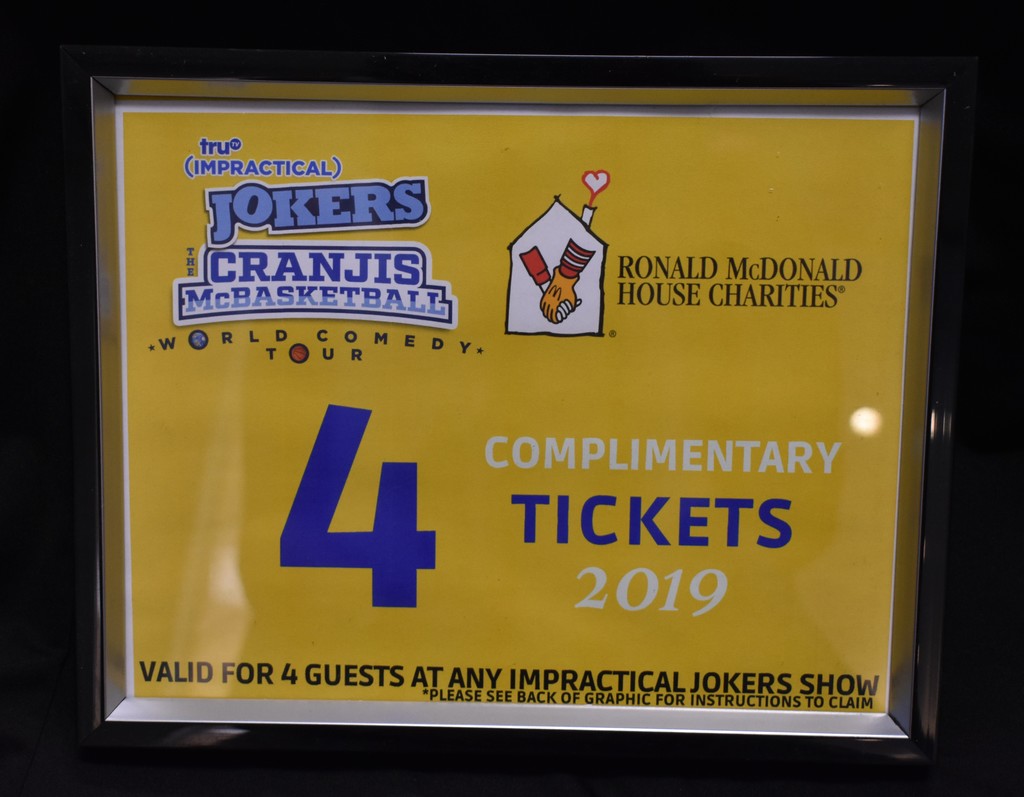 truTV
(IMPRACTICAL)
JOKERS
THE
CRANJIS
McBASKETBALL
*WORLD COMEDY*
TOUR
RONALD McDONALD
HOUSE CHARITIES®
®
4
COMPLIMENTARY
TICKETS
2019
VALID FOR 4 GUESTS AT ANY IMPRACTICAL JOKERS SHOW
*PLEASE SEE BACK OF GRAPHIC FOR INSTRUCTIONS TO CLAIM